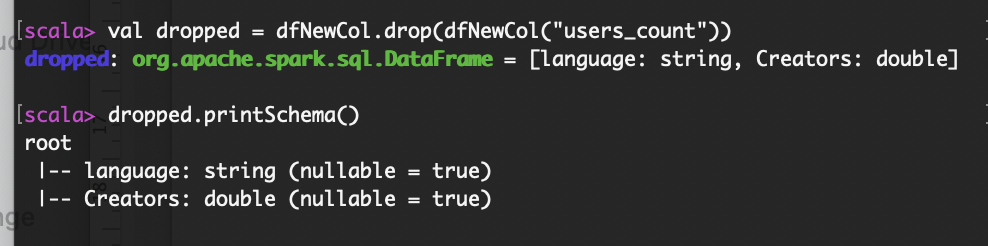 scala> val dropped = dfNewCol.drop(dfNewCol("users_count"))
dropped: org.apache.spark.sql.DataFrame = [language: string, Creators: double]
scala> dropped.printSchema()
root
|-- language: string (nullable = true)
|-- Creators: double (nullable = true)